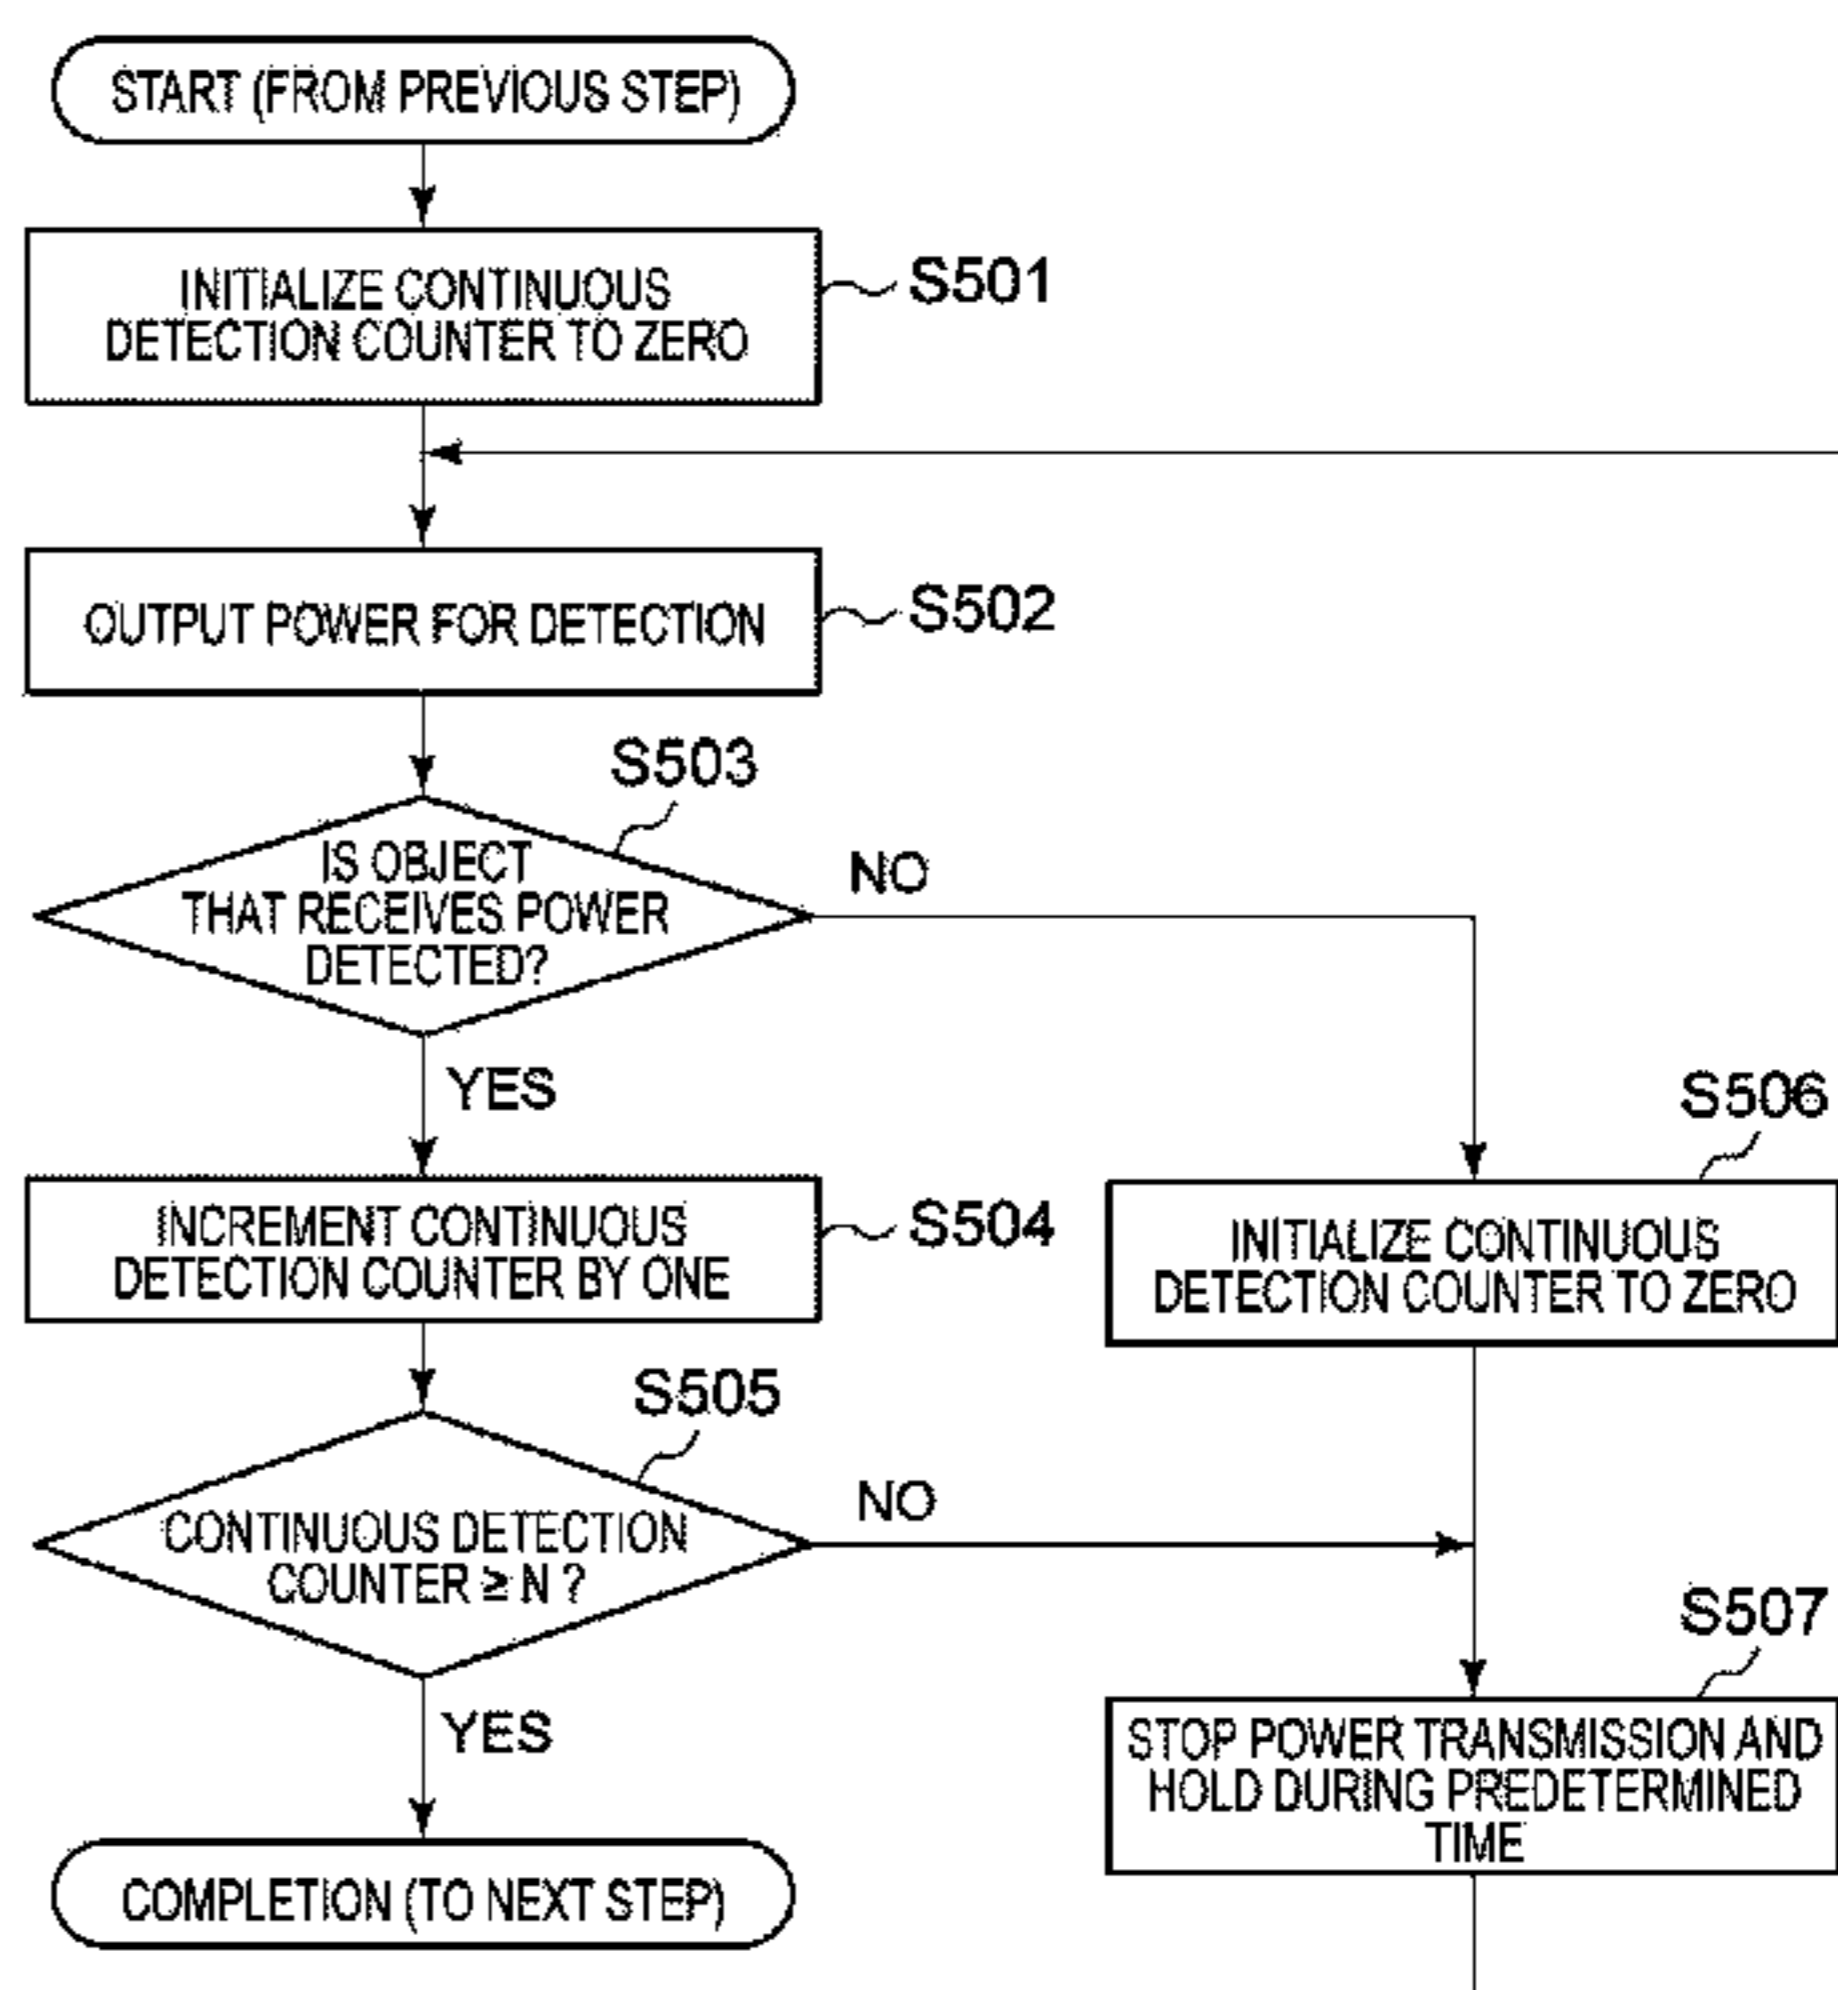 START (FROM PREVIOUS STEP)
INITIALIZE CONTINUOUS
DETECTION COUNTER TO ZERO
S501
OUTPUT POWER FOR DETECTION
S502
S503
IS OBJECT
THAT RECEIVES POWER
DETECTED?
NO
YES
INCREMENT CONTINUOUS
DETECTION COUNTER BY ONE
S504
S506
INITIALIZE CONTINUOUS
DETECTION COUNTER TO ZERO
S505
CONTINUOUS DETECTION
COUNTER ≥ N ?
NO
YES
S507
STOP POWER TRANSMISSION AND
HOLD DURING PREDETERMINED
TIME
COMPLETION (TO NEXT STEP)